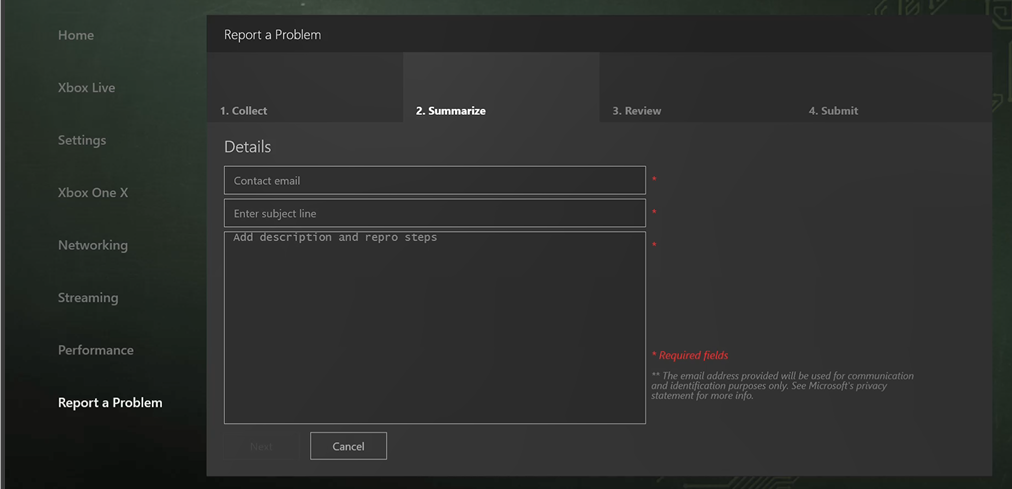 Home
Xbox Live
Settings
Xbox One X
Networking
Streaming
Performance
Report a Problem
Report a Problem
1. Collect
2. Summarize
3. Review
4. Submit
Details
Contact email
*
Enter subject line
*
Add description and repro steps
*
* Required fields
** The email address provided will be used for communication
and identification purposes only. See Microsoft's privacy
statement for more info.
Next
Cancel